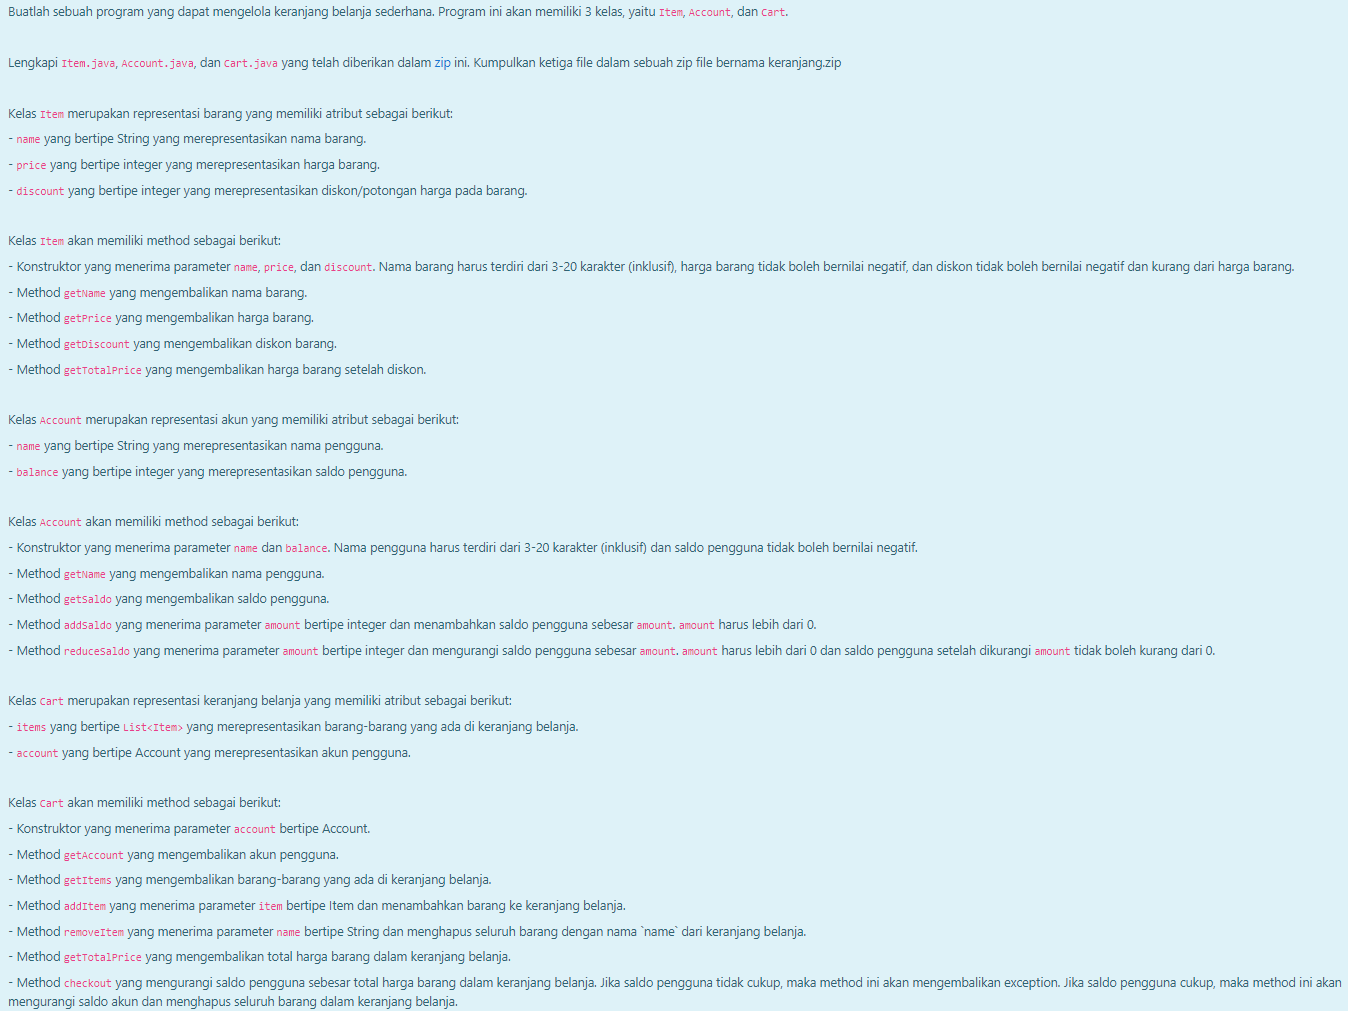 Buatlah sebuah program yang dapat mengelola keranjang belanja sederhana. Program ini akan memiliki 3 kelas, yaitu Item, Account, dan Cart.
Lengkapi Item.java, Account.java, dan Cart.java yang telah diberikan dalam zip ini. Kumpulkan ketiga file dalam sebuah zip file bernama keranjang.zip
Kelas Item merupakan representasi barang yang memiliki atribut sebagai berikut:
- name yang bertipe String yang merepresentasikan nama barang.
- price yang bertipe integer yang merepresentasikan harga barang.
- discount yang bertipe integer yang merepresentasikan diskon/potongan harga pada barang.
Kelas Item akan memiliki method sebagai berikut:
- Konstruktor yang menerima parameter name, price, dan discount. Nama barang harus terdiri dari 3-20 karakter (inklusif), harga barang tidak boleh bernilai negatif, dan diskon tidak boleh bernilai negatif dan kurang dari harga barang.
- Method getName yang mengembalikan nama barang.
- Method getPrice yang mengembalikan harga barang.
- Method getDiscount yang mengembalikan diskon barang.
- Method getTotalPrice yang mengembalikan harga barang setelah diskon.
Kelas Account merupakan representasi akun yang memiliki atribut sebagai berikut:
- name yang bertipe String yang merepresentasikan nama pengguna.
- balance yang bertipe integer yang merepresentasikan saldo pengguna.
Kelas Account akan memiliki method sebagai berikut:
- Konstruktor yang menerima parameter name dan balance. Nama pengguna harus terdiri dari 3-20 karakter (inklusif) dan saldo pengguna tidak boleh bernilai negatif.
- Method getName yang mengembalikan nama pengguna.
- Method getSaldo yang mengembalikan saldo pengguna.
- Method addSaldo yang menerima parameter amount bertipe integer dan menambahkan saldo pengguna sebesar amount. amount harus lebih dari 0.
- Method reduceSaldo yang menerima parameter amount bertipe integer dan mengurangi saldo pengguna sebesar amount. amount harus lebih dari 0 dan saldo pengguna setelah dikurangi amount tidak boleh kurang dari 0.
Kelas Cart merupakan representasi keranjang belanja yang memiliki atribut sebagai berikut:
- items yang bertipe List<Item> yang merepresentasikan barang-barang yang ada di keranjang belanja.
- account yang bertipe Account yang merepresentasikan akun pengguna.
Kelas Cart akan memiliki method sebagai berikut:
- Konstruktor yang menerima parameter account bertipe Account.
- Method getAccount yang mengembalikan akun pengguna.
- Method getItems yang mengembalikan barang-barang yang ada di keranjang belanja.
- Method addItem yang menerima parameter item bertipe Item dan menambahkan barang ke keranjang belanja.
- Method removeItem yang menerima parameter name bertipe String dan menghapus seluruh barang dengan nama `name` dari keranjang belanja.
- Method getTotalPrice yang mengembalikan total harga barang dalam keranjang belanja.
- Method checkout yang mengurangi saldo pengguna sebesar total harga barang dalam keranjang belanja. Jika saldo pengguna tidak cukup, maka method ini akan mengembalikan exception. Jika saldo pengguna cukup, maka method ini akan
mengurangi saldo akun dan menghapus seluruh barang dalam keranjang belanja.